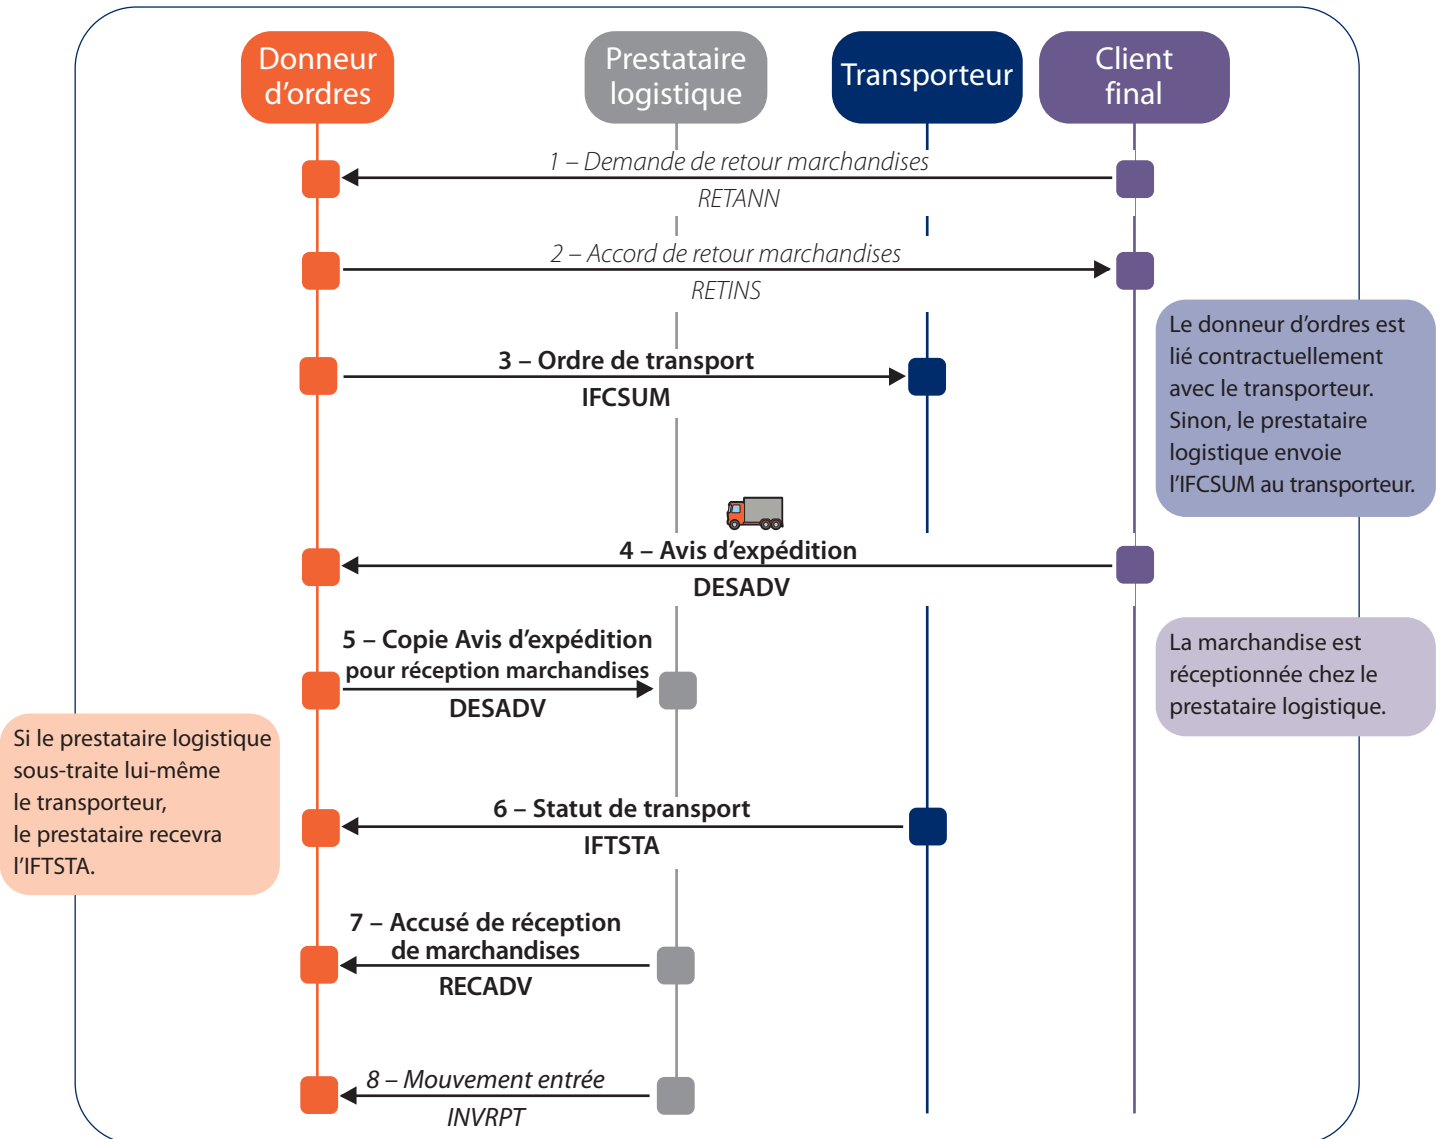 Donneur
d'ordres
Prestataire
logistique
Transporteur
Client
final
1 – Demande de retour marchandises
RETANN
2 – Accord de retour marchandises
RETINS
3 – Ordre de transport
IFCSUM
Le donneur d’ordres est
lié contractuellement
avec le transporteur.
Sinon, le prestataire
logistique envoie
l’IFCSUM au transporteur.
4 – Avis d’expédition
DESADV
5 – Copie Avis d’expédition
pour réception marchandises
DESADV
La marchandise est
réceptionnée chez le
prestataire logistique.
Si le prestataire logistique
sous-traite lui-même
le transporteur,
le prestataire recevra
l’IFTSTA.
6 – Statut de transport
IFTSTA
7 – Accusé de réception
de marchandises
RECADV
8 – Mouvement entrée
INVRPT